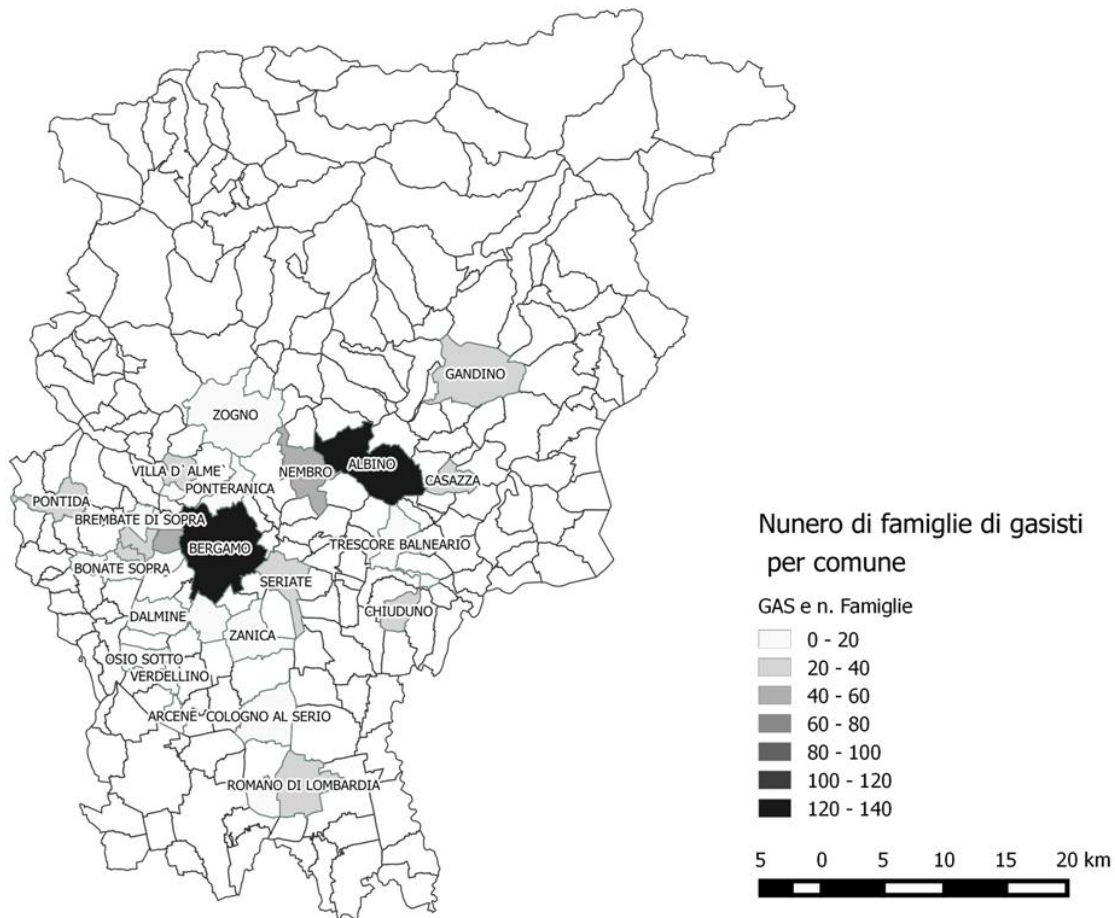 GANDINO
ZOGNO
VILLA D`ALME`
NEMBRO
ALBINO
CASAZZA
PONTIDA
PONTERANICA
BREMBATE DI SOPRA
BERGAMO
TRESCORE BALNEARIO
BONATE SOPRA
SERIATE
DALMINE
CHIUDUNO
ZANICA
OSIO SOTTO
VERDELLINO
ARCENE
COLOGNO AL SERIO
ROMANO DI LOMBARDIA
Nunero di famiglie di gasisti
per comune
GAS e n. Famiglie
0 - 20
20 - 40
40 - 60
60 - 80
80 - 100
100 - 120
120 - 140
5 0 5 10 15 20 km